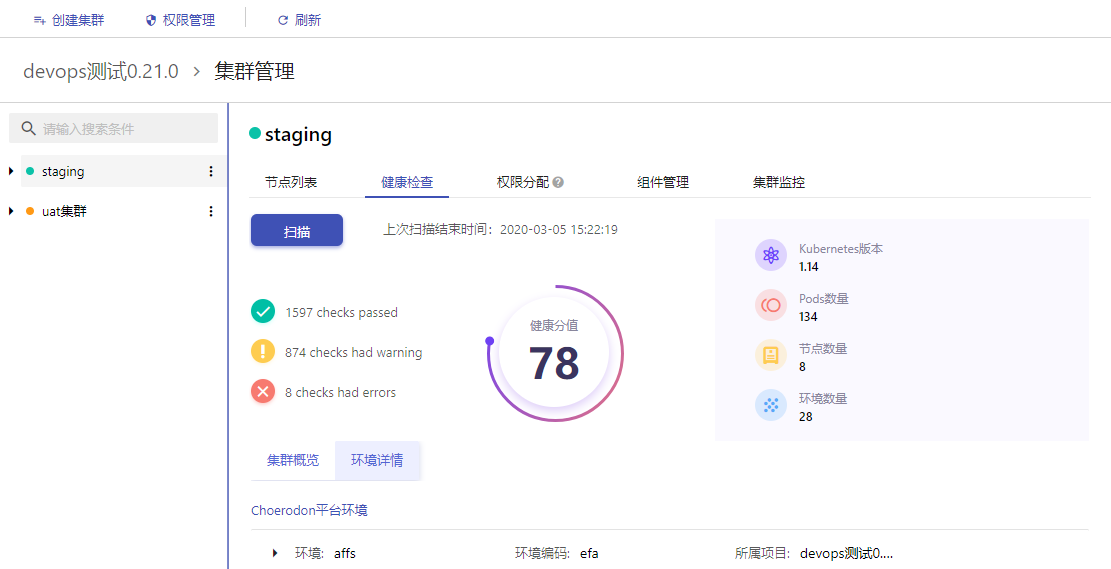 创建集群 权限管理 刷新
devops测试0.21.0 > 集群管理
请输入搜索条件
staging
uat集群
staging
节点列表 健康检查 权限分配 ? 组件管理 集群监控
扫描 上次扫描结束时间：2020-03-05 15:22:19
1597 checks passed
874 checks had warning
8 checks had errors
健康分值
78
Kubernetes版本
1.14
Pods数量
134
节点数量
8
环境数量
28
集群概览 环境详情
Choerodon平台环境
环境: affs 环境编码: efa 所属项目: devops测试0....